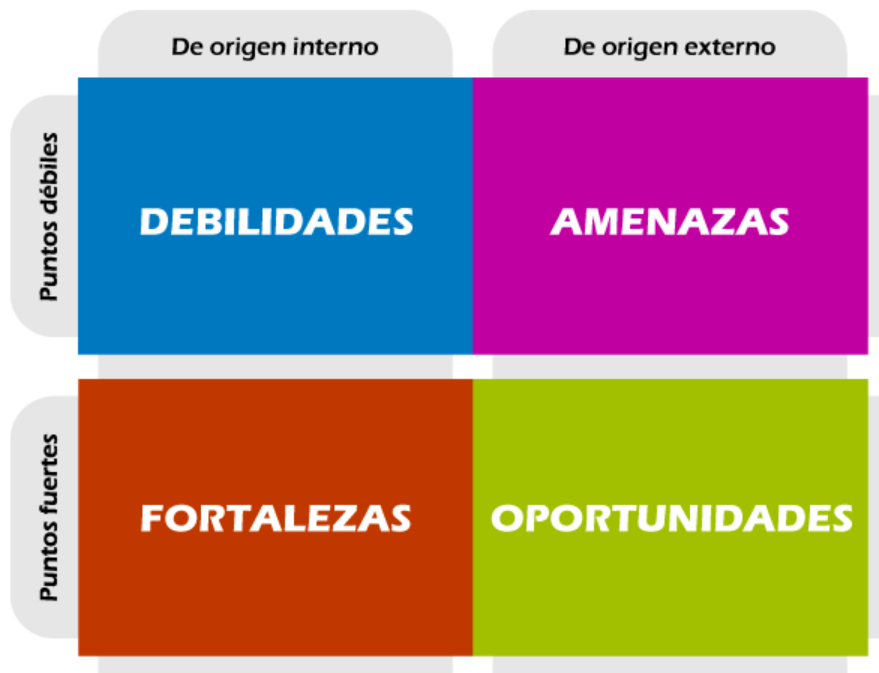 De origen interno
De origen externo
Puntos débiles
DEBILIDADES
AMENAZAS
Puntos fuertes
FORTALEZAS
OPORTUNIDADES